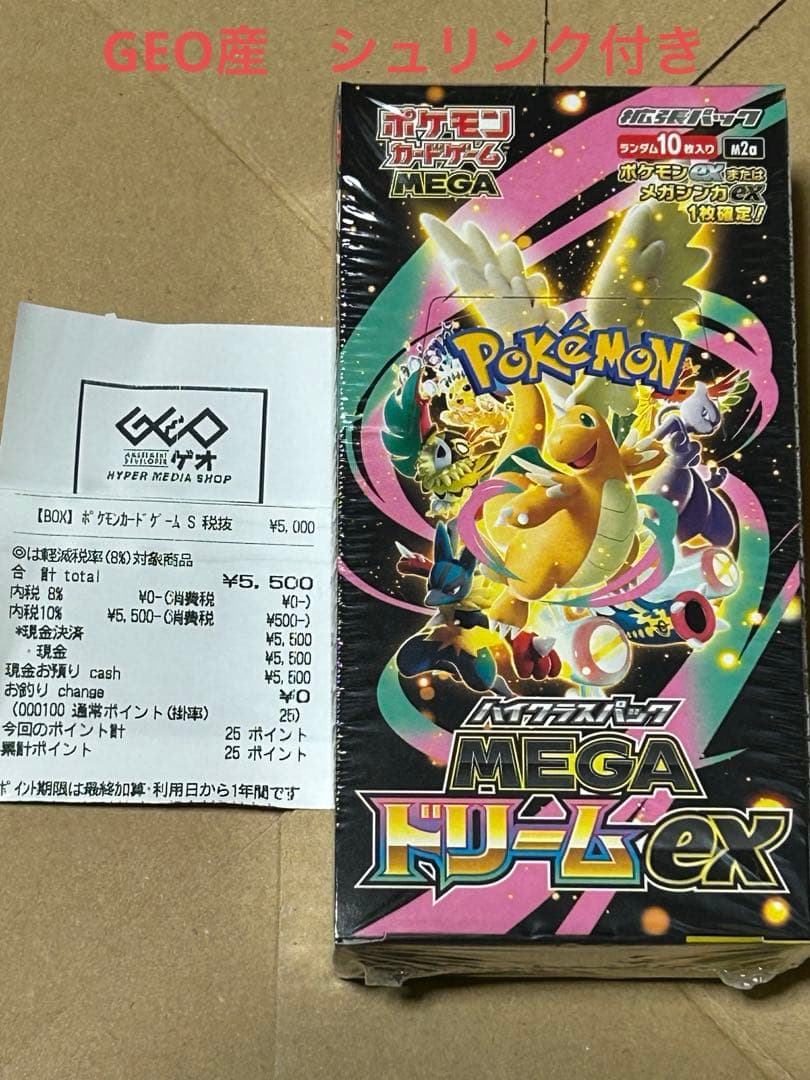 GEO産 シュリンク付き
ポケモン
カードゲーム
MEGA
拡張パック
ランダム10枚入り M2a
ポケモンexまたは
メガシンカex
1枚確定!
POKéMON
ハイクラスパック
MEGA
ドリームex
GEO
ゲオ
HYPER MEDIA SHOP
【BOX】ポケモンカードゲーム S 税抜 ¥5,000
◎は軽減税率(8%)対象商品
合 計 total ¥5,500
内税 8% ¥0-(消費税 ¥0-)
内税10% ¥5,500-(消費税 ¥500-)
*現金決済 ¥5,500
・現金 ¥5,500
現金お預り cash ¥5,500
お釣り change ¥0
(000100 通常ポイント(掛率 25)
今回のポイント計 25 ポイント
累計ポイント 25 ポイント
ポイント期限は最終加算・利用日から1年間です